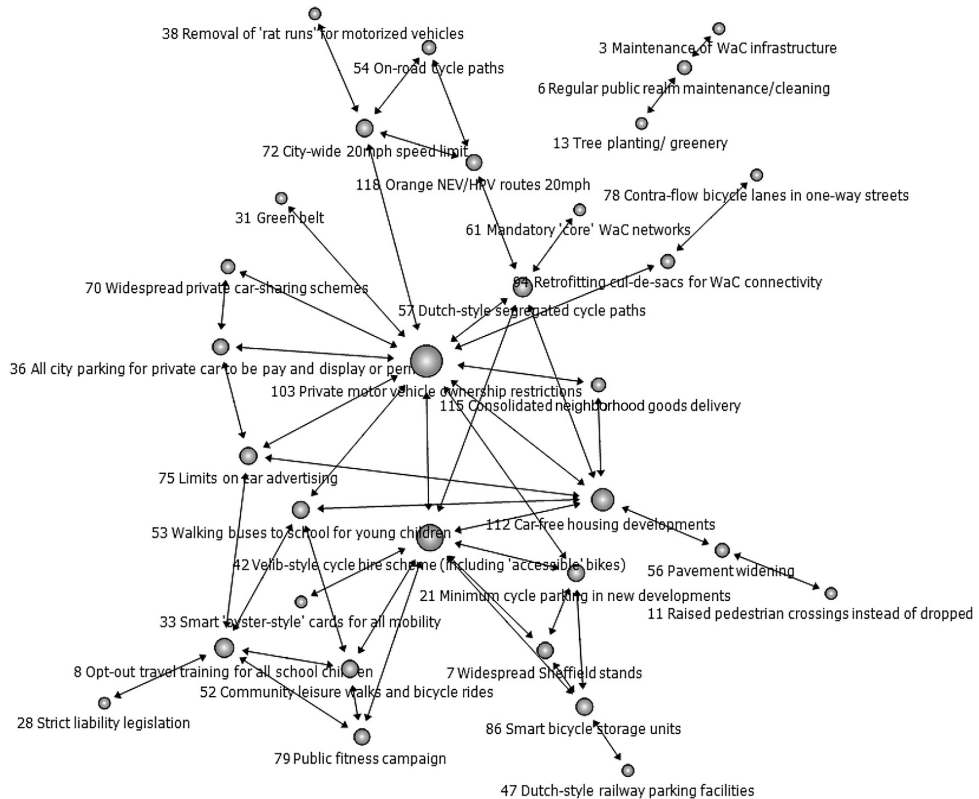 38 Removal of 'rat runs' for motorized vehicles
3 Maintenance of WaC infrastructure
54 On-road cycle paths
6 Regular public realm maintenance/cleaning
13 Tree planting/ greenery
72 City-wide 20mph speed limit
118 Orange NEV/HPV routes 20mph
78 Contra-flow bicycle lanes in one-way streets
31 Green belt
61 Mandatory 'core' WaC networks
94 Retrofitting cul-de-sacs for WaC connectivity
70 Widespread private car-sharing schemes
57 Dutch-style segregated cycle paths
36 All city parking for private car to be pay and display or perm
103 Private motor vehicle ownership restrictions
115 Consolidated neighborhood goods delivery
75 Limits on car advertising
112 Car-free housing developments
53 Walking buses to school for young children
42 Velib-style cycle hire scheme (including 'accessible' bikes)
56 Pavement widening
21 Minimum cycle parking in new developments
11 Raised pedestrian crossings instead of dropped
33 Smart 'oyster-style' cards for all mobility
8 Opt-out travel training for all school children
7 Widespread Sheffield stands
52 Community leisure walks and bicycle rides
28 Strict liability legislation
86 Smart bicycle storage units
79 Public fitness campaign
47 Dutch-style railway parking facilities